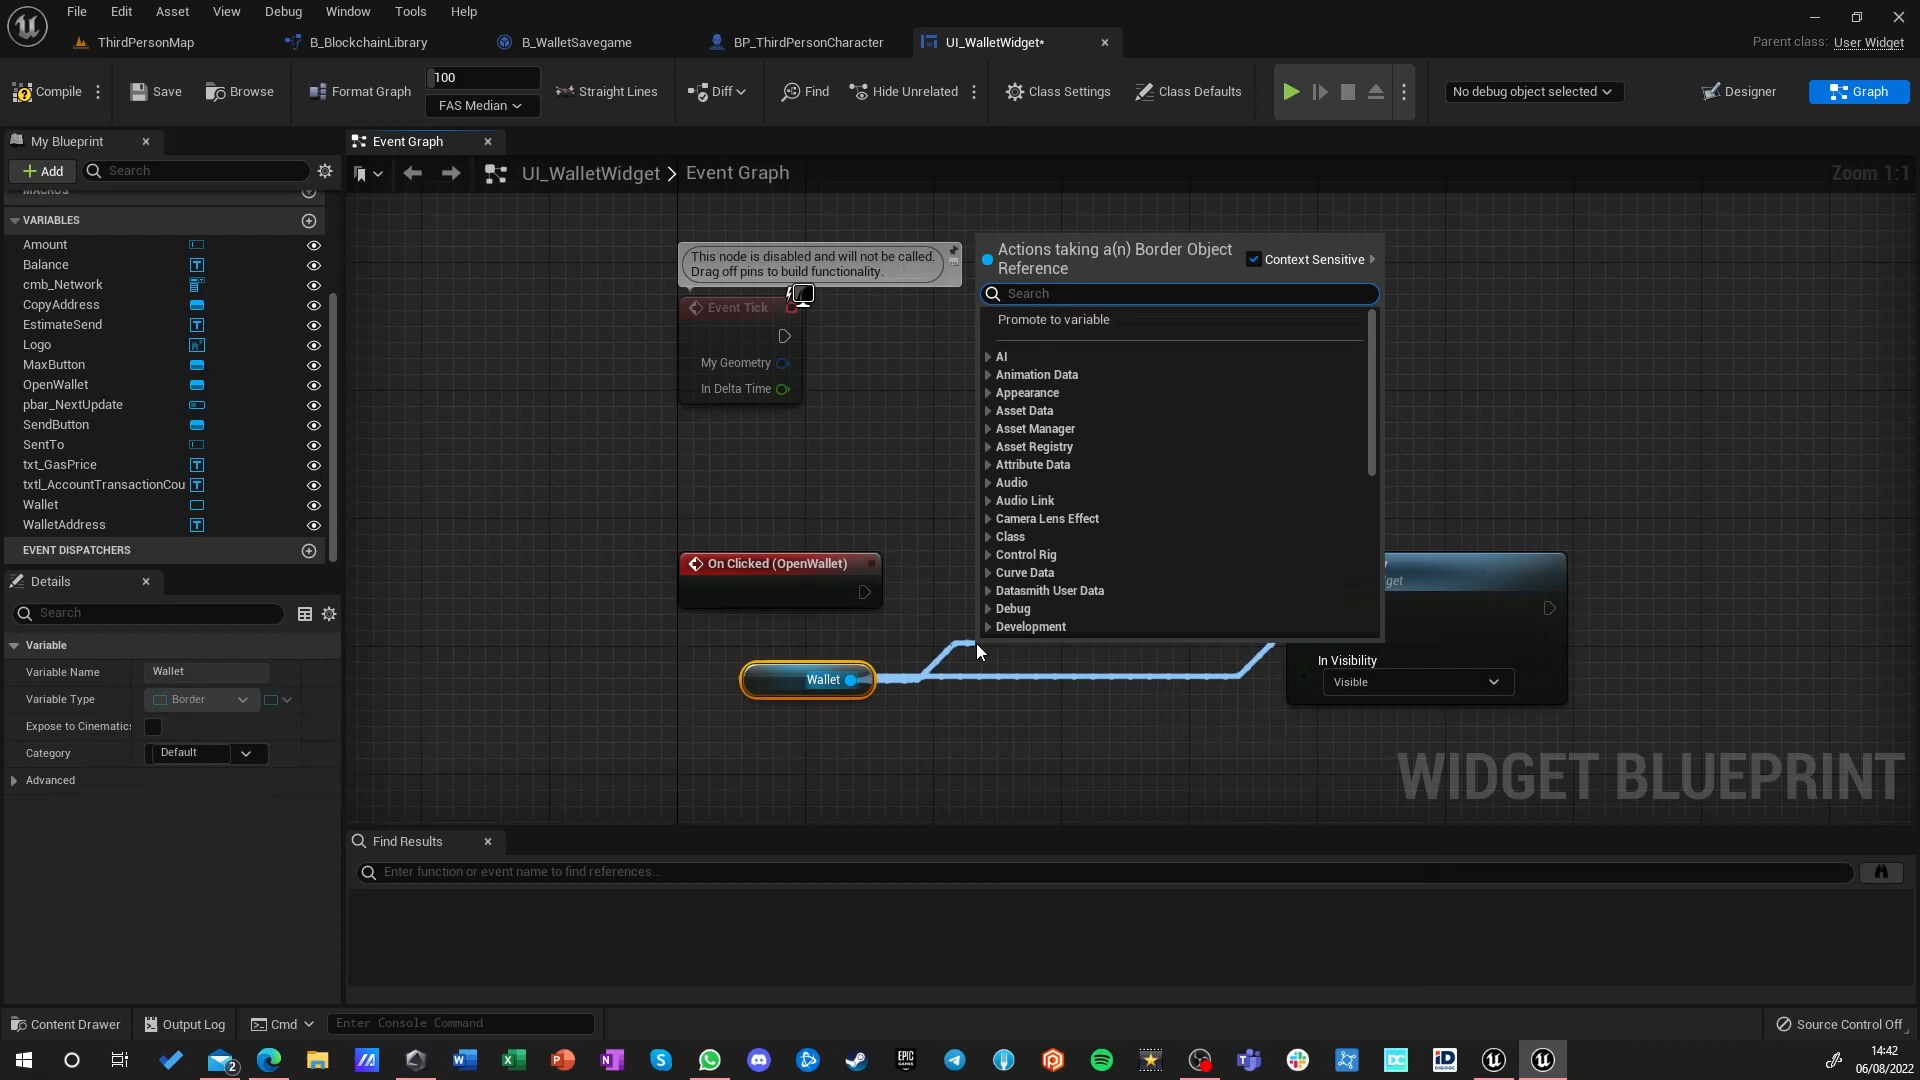 File Edit Asset View Debug Window Tools Help
ThirdPersonMap B_BlockchainLibrary B_WalletSavegame BP_ThirdPersonCharacter UI_WalletWidget* Parent class: User Widget
Compile Save Browse Format Graph 100 FAS Median Straight Lines Diff Find Hide Unrelated Class Settings Class Defaults No debug object selected Designer Graph
My Blueprint
Event Graph
Add Search
UI_WalletWidget > Event Graph
Zoom 1:1
MACROS
VARIABLES
Amount
Balance
cmb_Network
CopyAddress
EstimateSend
Logo
MaxButton
OpenWallet
pbar_NextUpdate
SendButton
SentTo
txt_GasPrice
txtl_AccountTransactionCou
Wallet
WalletAddress
EVENT DISPATCHERS
Details
Search
Variable
Variable Name Wallet
Variable Type Border
Expose to Cinematics
Category Default
Advanced
This node is disabled and will not be called.
Drag off pins to build functionality.
Event Tick
My Geometry
In Delta Time
On Clicked (OpenWallet)
Wallet
Actions taking a(n) Border Object
Reference
Context Sensitive
Search
Promote to variable
AI
Animation Data
Appearance
Asset Data
Asset Manager
Asset Registry
Attribute Data
Audio
Audio Link
Camera Lens Effect
Class
Control Rig
Curve Data
Datasmith User Data
Debug
Development
get
In Visibility
Visible
WIDGET BLUEPRINT
Find Results
Enter function or event name to find references...
Content Drawer Output Log Cmd Enter Console Command Source Control Off
14:42
06/08/2022